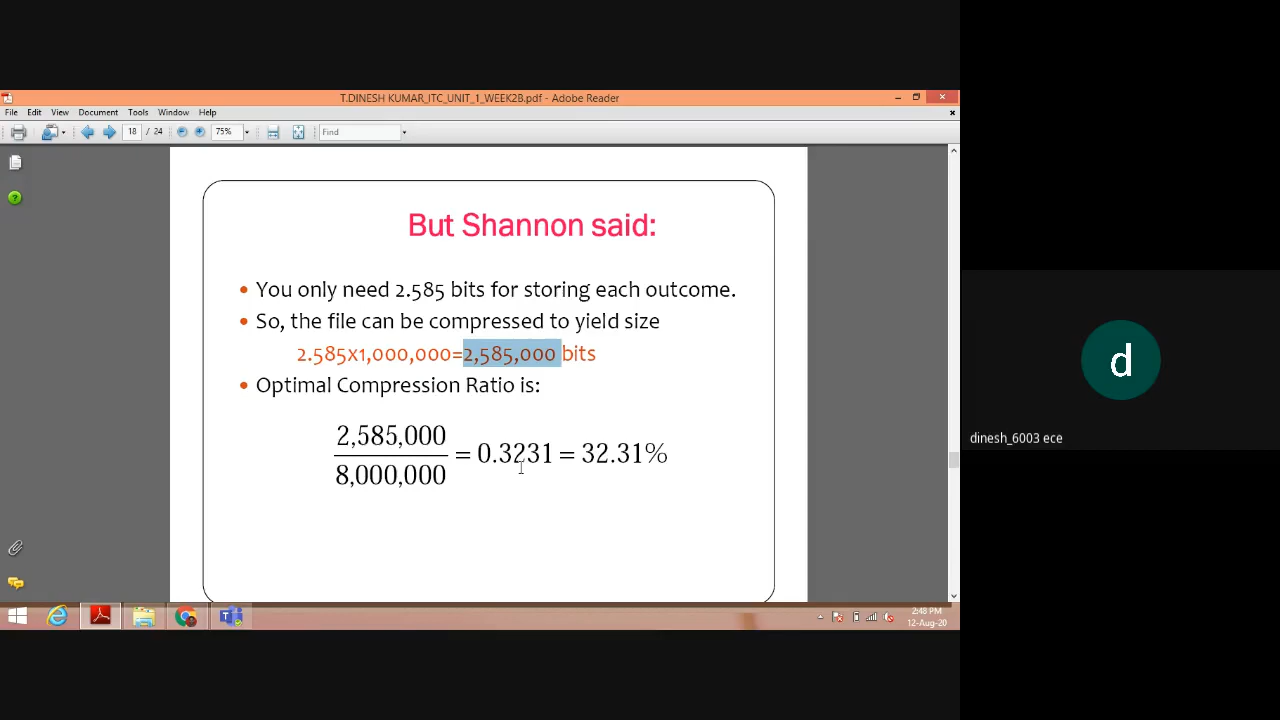 T.DINESH KUMAR_ITC_UNIT_1_WEEK2B.pdf - Adobe Reader
File Edit View Document Tools Window Help
18 / 24 75% Find
But Shannon said:
• You only need 2.585 bits for storing each outcome.
• So, the file can be compressed to yield size
2.585x1,000,000=2,585,000 bits
• Optimal Compression Ratio is:
2,585,000
8,000,000
= 0.3231 = 32.31%
d
dinesh_6003 ece
2:48 PM
12-Aug-20